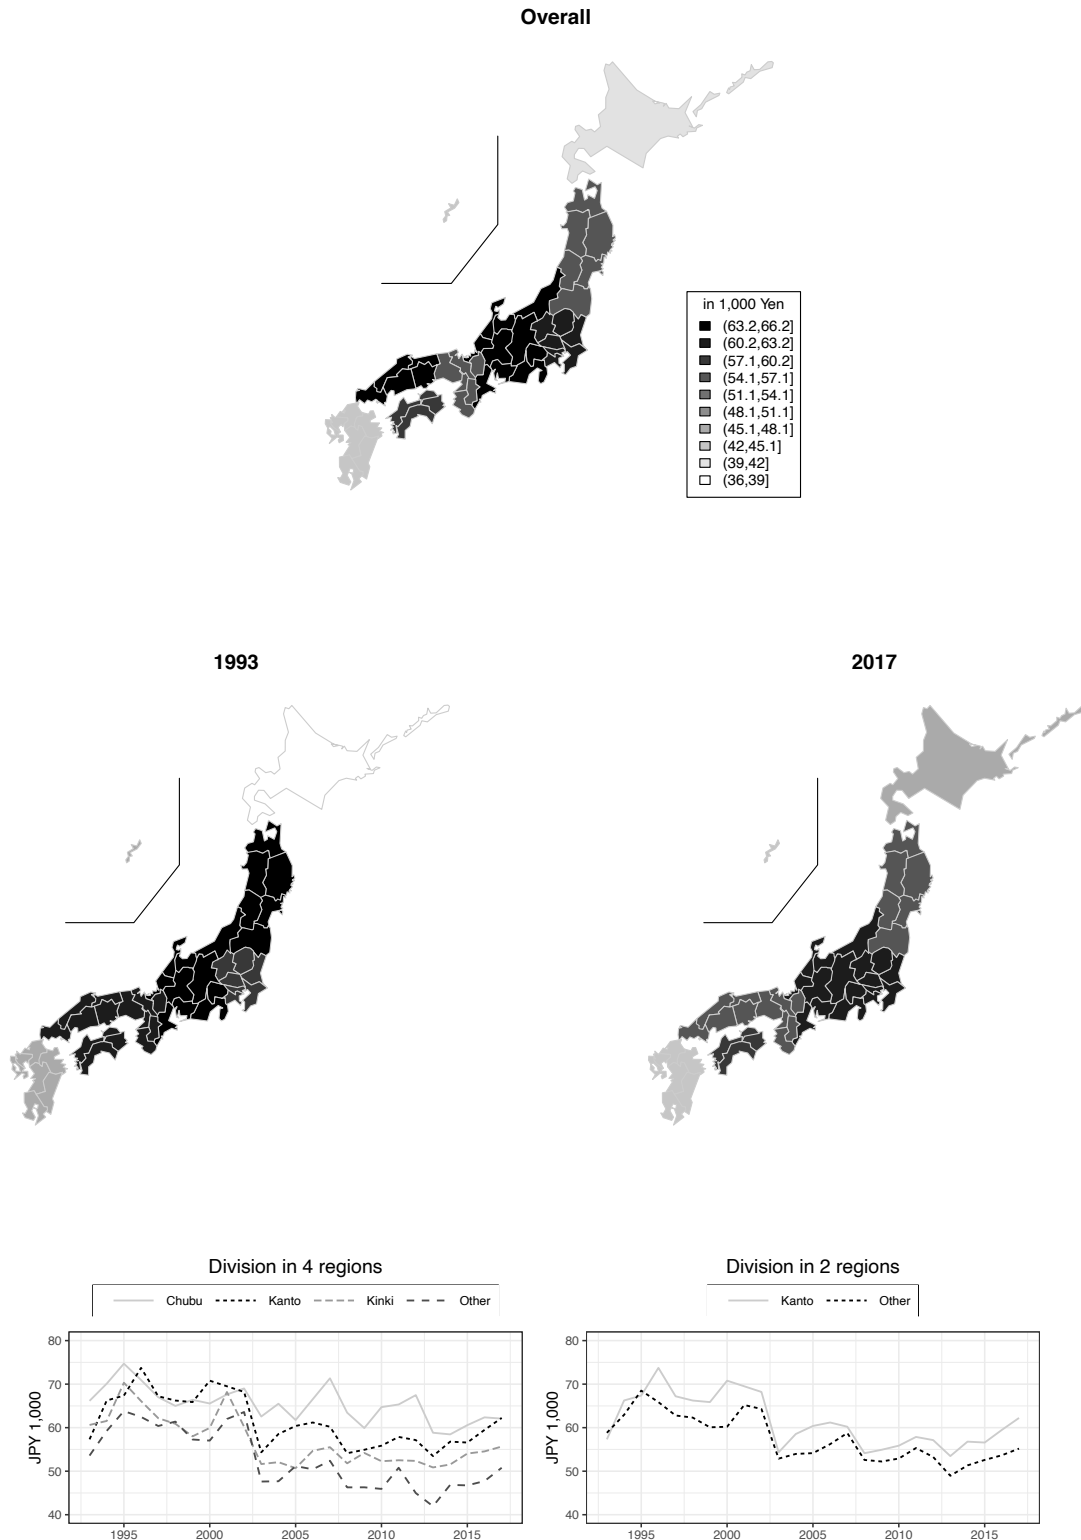 Overall
in 1,000 Yen
(63.2,66.2]
(60.2,63.2]
(57.1,60.2]
(54.1,57.1]
(51.1,54.1]
(48.1,51.1]
(45.1,48.1]
(42,45.1]
(39,42]
(36,39]
1993
2017
Division in 4 regions
Chubu Kanto Kinki Other
80
70
60
50
40
JPY 1,000
1995 2000 2005 2010 2015
Division in 2 regions
Kanto Other
80
70
60
50
40
JPY 1,000
1995 2000 2005 2010 2015